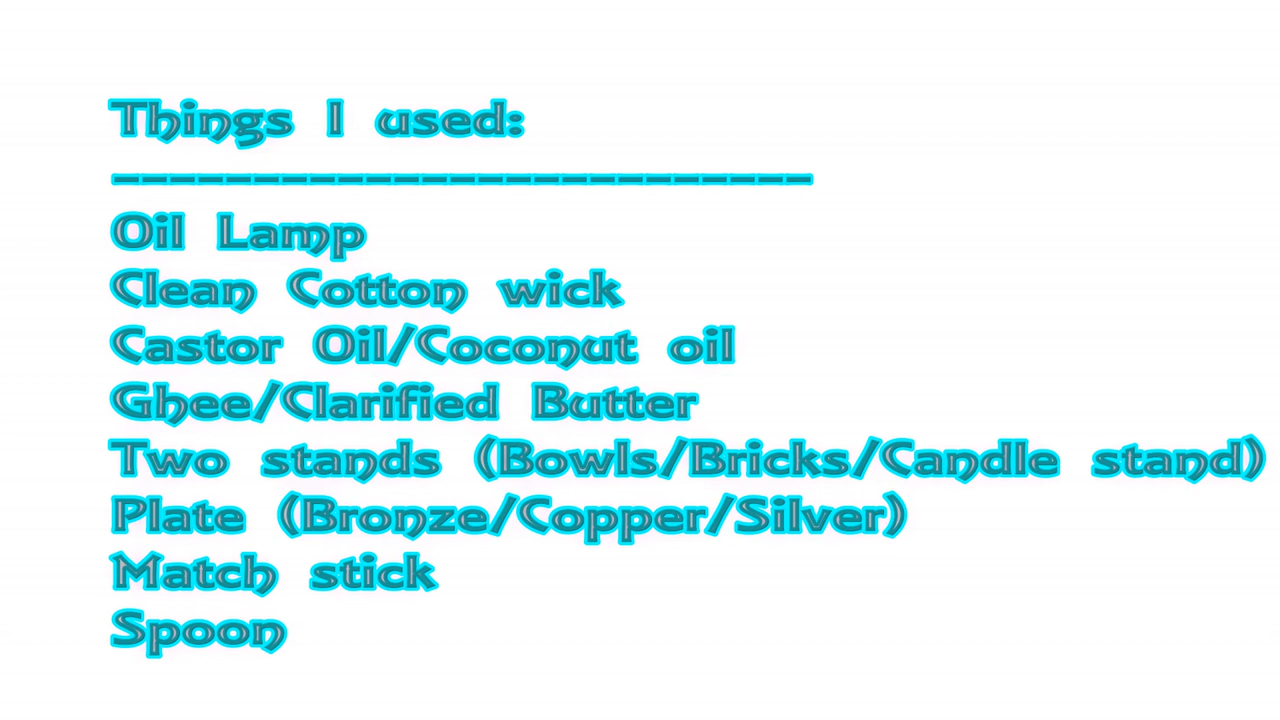 Things I used:
-------------------------
Oil Lamp
Clean Cotton wick
Castor Oil/Coconut oil
Ghee/Clarified Butter
Two stands (Bowls/Bricks/Candle stand)
Plate (Bronze/Copper/Silver)
Match stick
Spoon